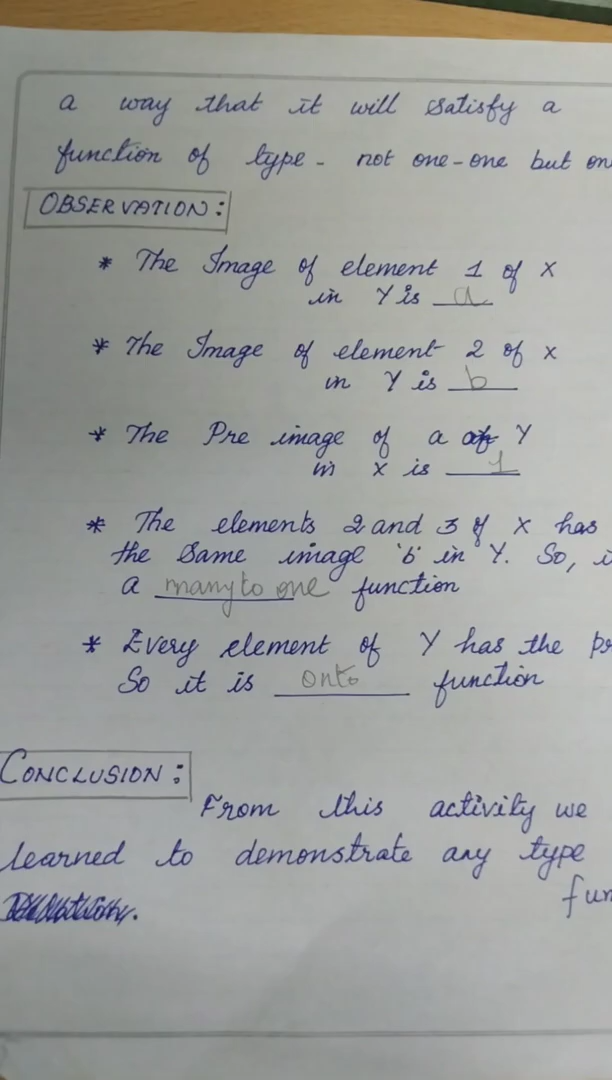 a way that it will satisfy a
function of type - not one-one but on
OBSERVATION:
* The Image of element 1 of X
in Y is a
* The Image of element 2 of X
in Y is b
* The Pre image of a of Y
in X is 1
* The elements 2 and 3 of X has
the same image 'b' in Y. So, i
a many to one function
* Every element of Y has the pr
So it is onto function
CONCLUSION:
From this activity we
learned to demonstrate any type
fun